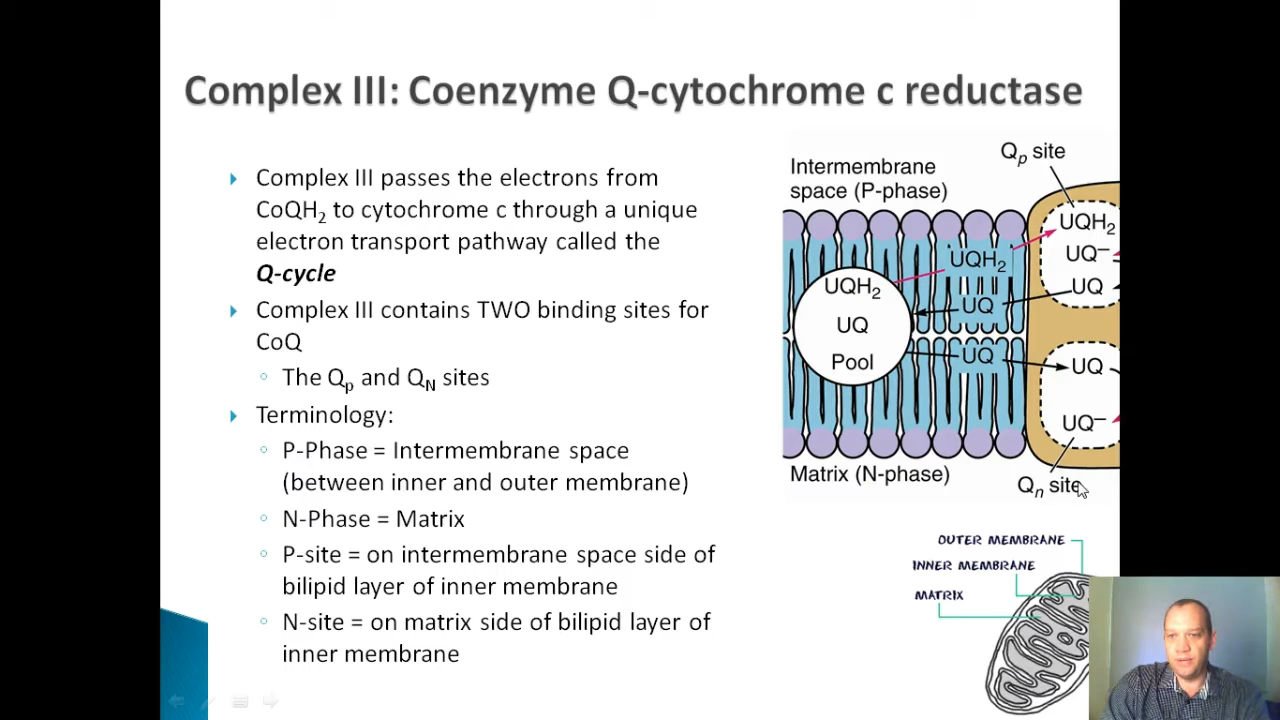 Complex III: Coenzyme Q-cytochrome c reductase
Complex III passes the electrons from
CoQH2 to cytochrome c through a unique
electron transport pathway called the
Q-cycle
Complex III contains TWO binding sites for
CoQ
The Qp and QN sites
Terminology:
P-Phase = Intermembrane space
(between inner and outer membrane)
N-Phase = Matrix
P-site = on intermembrane space side of
bilipid layer of inner membrane
N-site = on matrix side of bilipid layer of
inner membrane
Qp site
Intermembrane
space (P-phase)
UQH2
UQ–
UQ
UQH2
UQ
UQ
UQH2
UQ
Pool
UQ
UQ–
Matrix (N-phase)
Qn site
OUTER MEMBRANE
INNER MEMBRANE
MATRIX